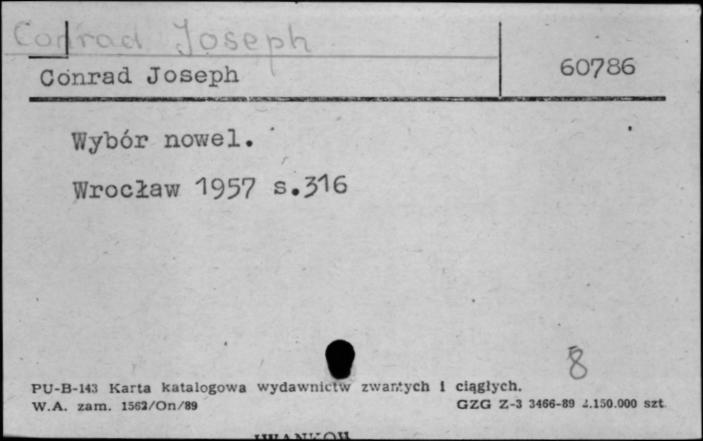 Conrad Joseph
Conrad Joseph 60786
Wybór nowel.
Wrocław 1957 s.316
8
PU-B-143 Karta katalogowa wydawnictw zwartych i ciągłych.
W.A. zam. 1562/On/89 GZG Z-3 3466-89 2.150.000 szt.